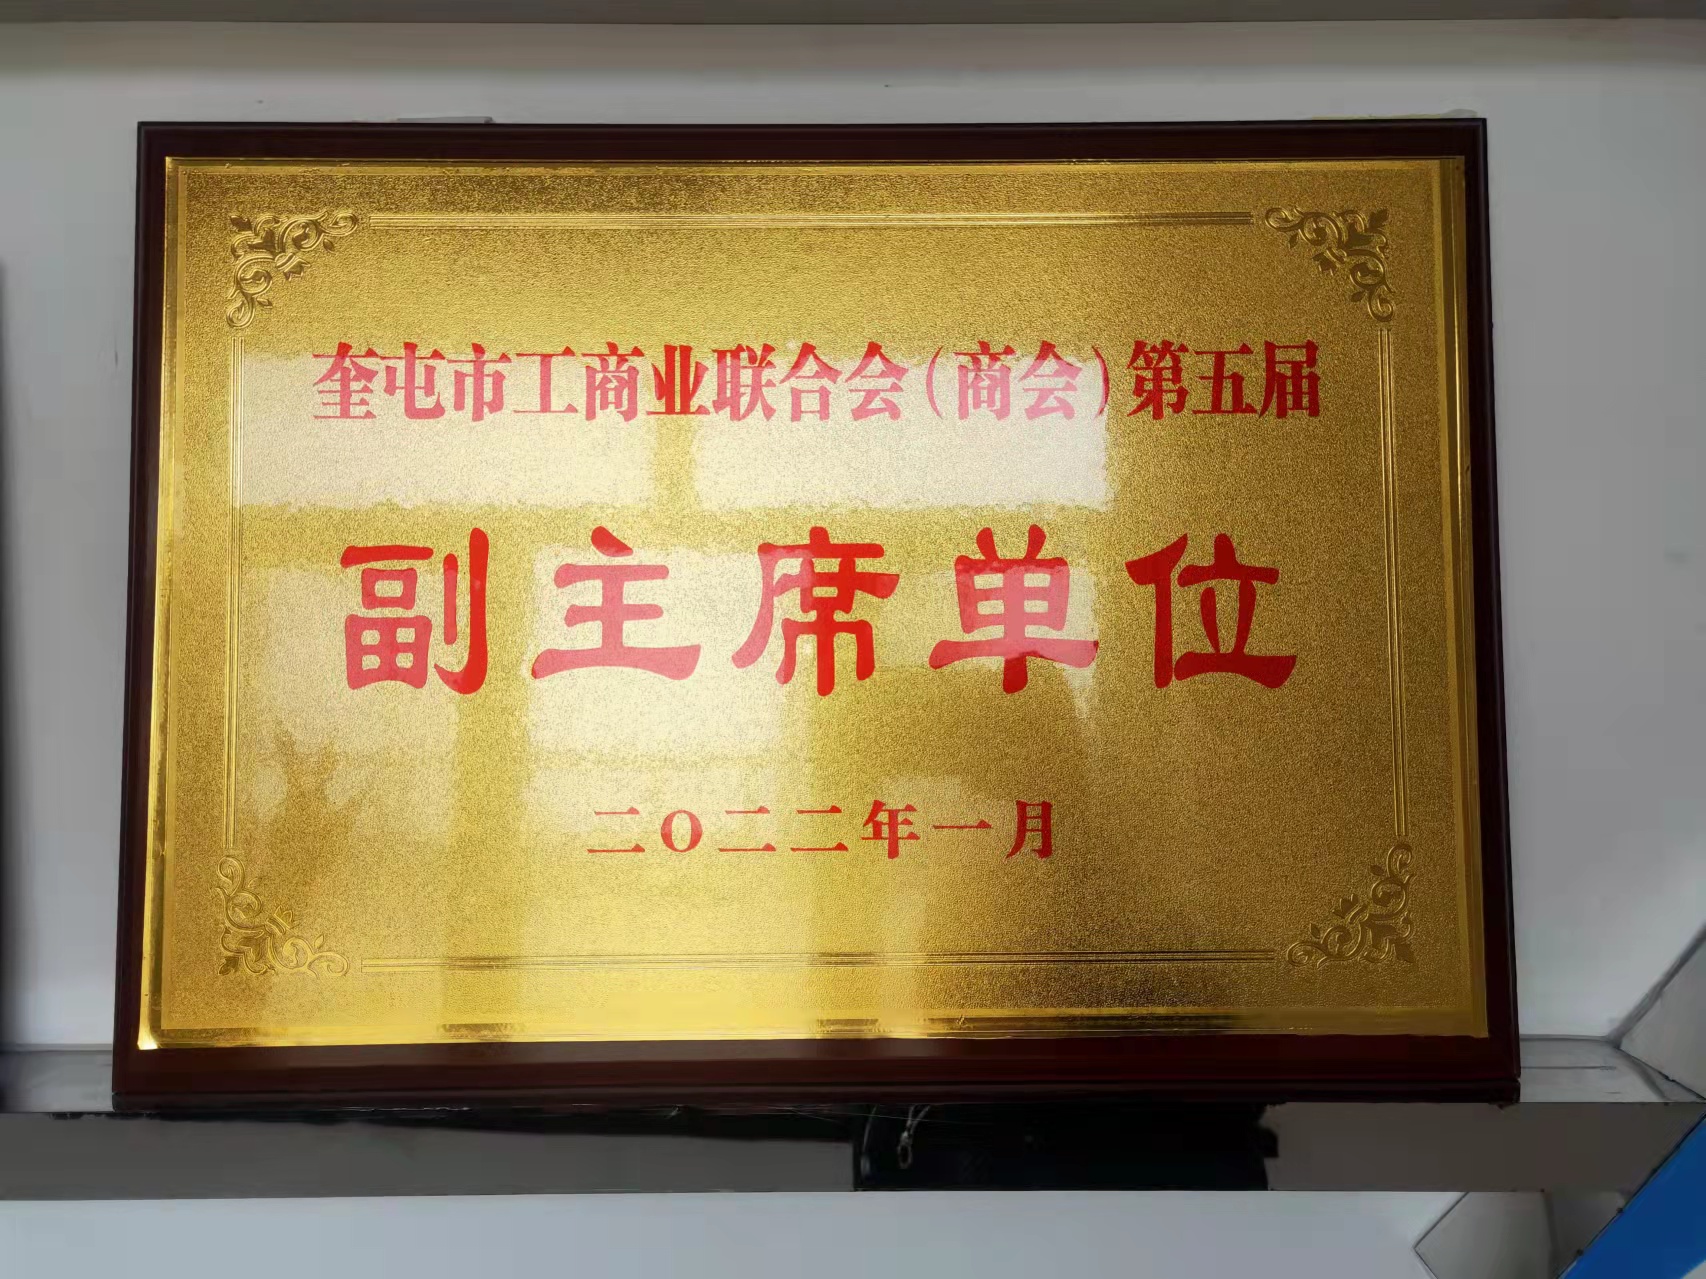 奎屯市工商业联合会（商会）第五届
副主席单位
二〇二二年一月